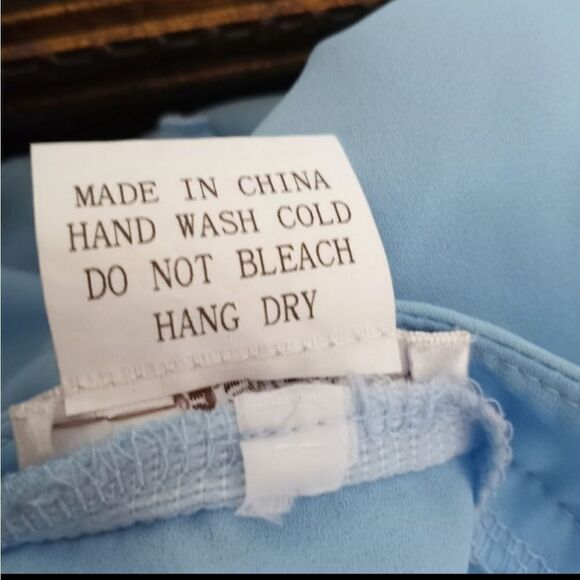 MADE IN CHINA
HAND WASH COLD
DO NOT BLEACH
HANG DRY